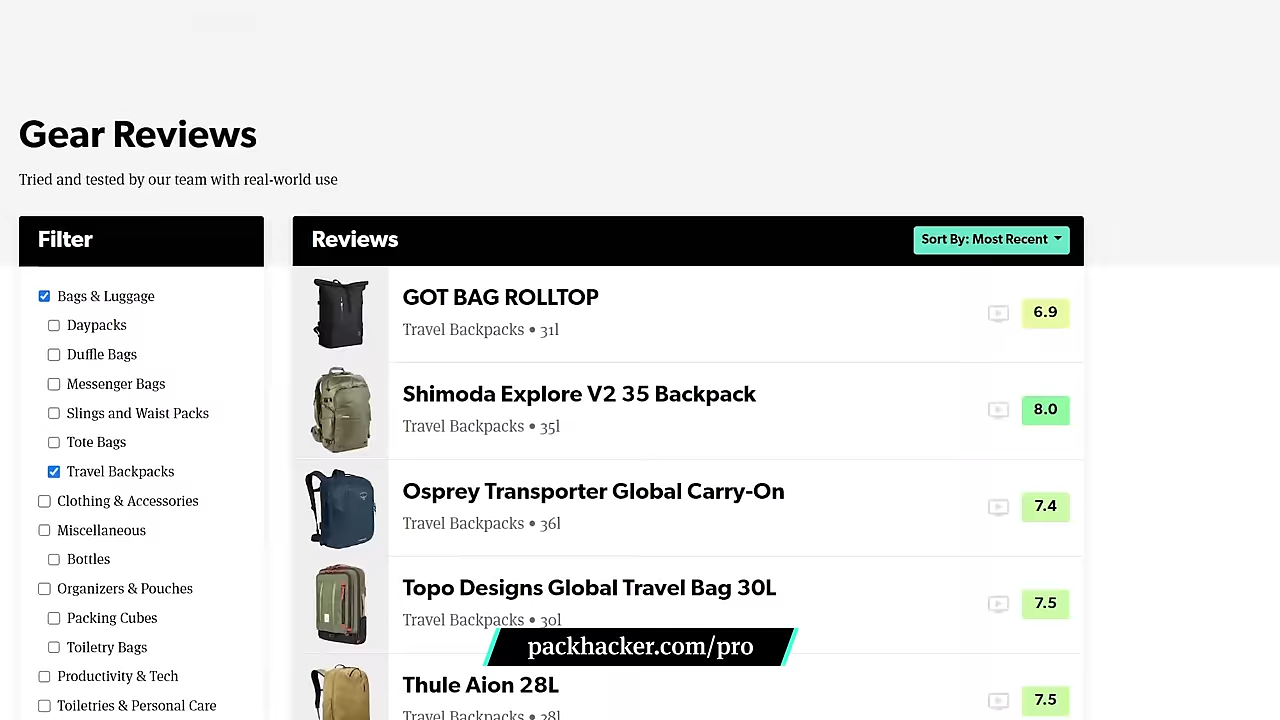 Gear Reviews
Tried and tested by our team with real-world use
Filter
Bags & Luggage
Daypacks
Duffle Bags
Messenger Bags
Slings and Waist Packs
Tote Bags
Travel Backpacks
Clothing & Accessories
Miscellaneous
Bottles
Organizers & Pouches
Packing Cubes
Toiletry Bags
Productivity & Tech
Toiletries & Personal Care
Reviews
Sort By: Most Recent
GOT BAG ROLLTOP
Travel Backpacks • 31l
6.9
Shimoda Explore V2 35 Backpack
Travel Backpacks • 35l
8.0
Osprey Transporter Global Carry-On
Travel Backpacks • 36l
7.4
Topo Designs Global Travel Bag 30L
Travel Backpacks • 30l
7.5
packhacker.com/pro
Thule Aion 28L
Travel Backpacks • 28l
7.5